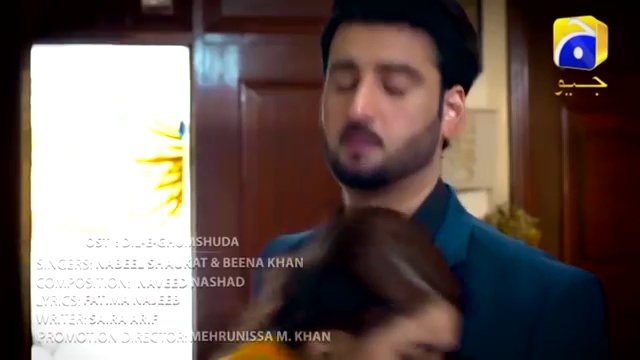 جیو
OST : DIL-E-GHUMSHUDA
SINGERS: NABEEL SHAUKAT & BEENA KHAN
COMPOSITION: NAVEED NASHAD
LYRICS: FATIMA NAJEEB
WRITER: SAIRA ARIF
PROMOTION DIRECTOR: MEHRUNISSA M. KHAN